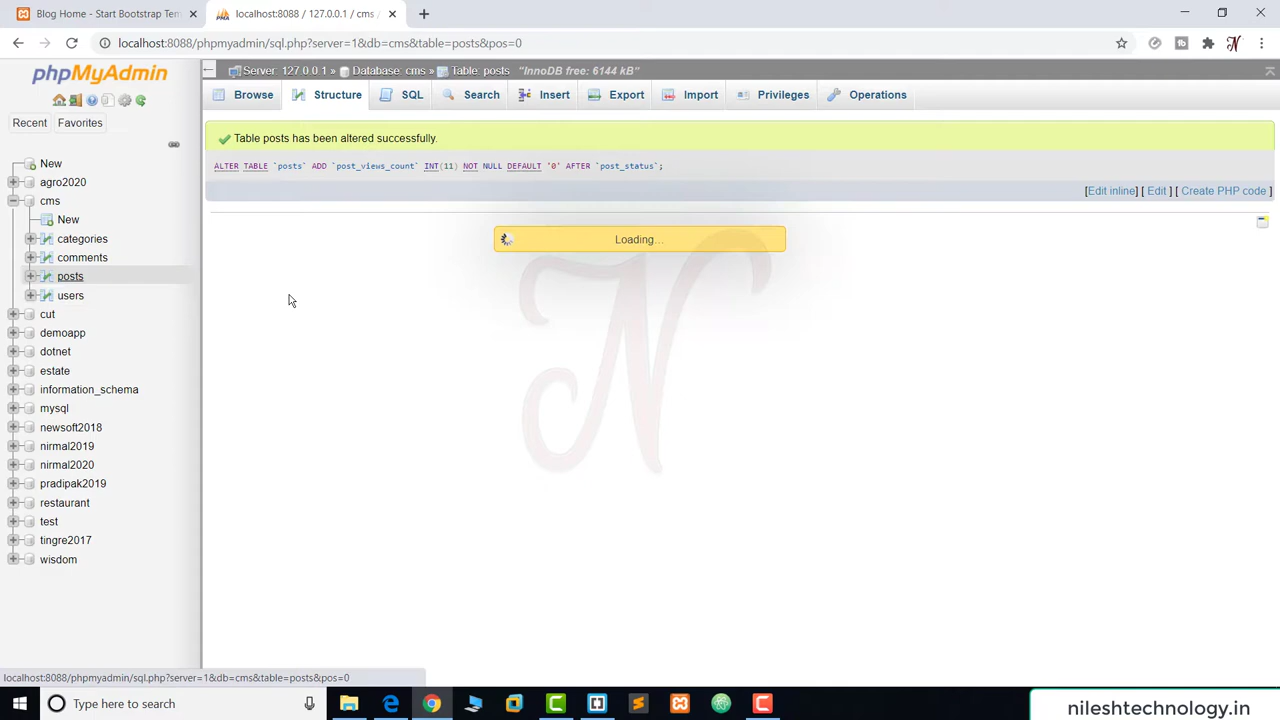 Blog Home - Start Bootstrap Tem
localhost:8088 / 127.0.0.1 / cms /
localhost:8088/phpmyadmin/sql.php?server=1&db=cms&table=posts&pos=0
phpMyAdmin
Server: 127.0.0.1 » Database: cms » Table: posts "InnoDB free: 6144 kB"
Browse Structure SQL Search Insert Export Import Privileges Operations
Recent Favorites
Table posts has been altered successfully.
ALTER TABLE `posts` ADD `post_views_count` INT(11) NOT NULL DEFAULT '0' AFTER `post_status`;
[Edit inline] [ Edit ] [ Create PHP code ]
Loading...
New
agro2020
cms
New
categories
comments
posts
users
cut
demoapp
dotnet
estate
information_schema
mysql
newsoft2018
nirmal2019
nirmal2020
pradipak2019
restaurant
test
tingre2017
wisdom
N
localhost:8088/phpmyadmin/sql.php?server=1&db=cms&table=posts&pos=0
Type here to search
nileshtechnology.in